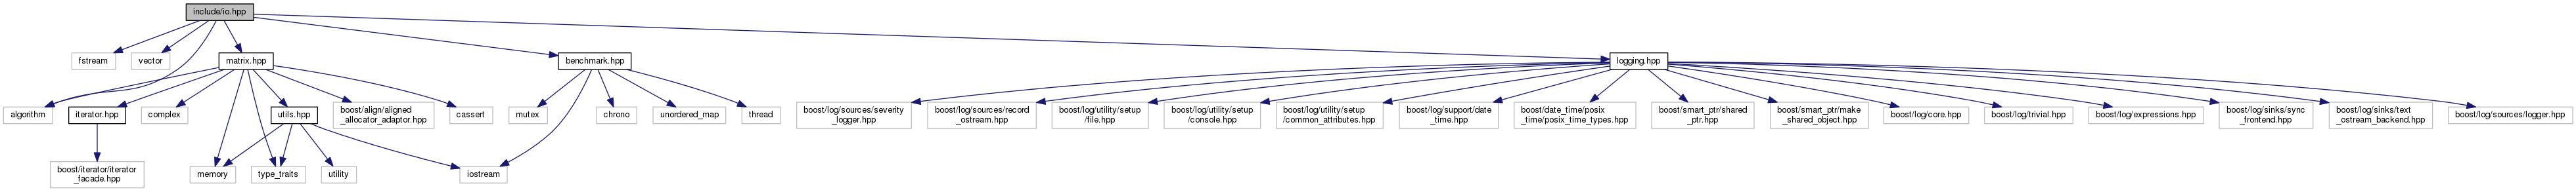 include/io.hpp
fstream
vector
matrix.hpp
benchmark.hpp
logging.hpp
algorithm
iterator.hpp
complex
utils.hpp
boost/align/aligned
_allocator_adaptor.hpp
cassert
mutex
chrono
unordered_map
thread
boost/log/sources/severity
_logger.hpp
boost/log/sources/record
_ostream.hpp
boost/log/utility/setup
/file.hpp
boost/log/utility/setup
/console.hpp
boost/log/utility/setup
/common_attributes.hpp
boost/log/support/date
_time.hpp
boost/date_time/posix
_time/posix_time_types.hpp
boost/smart_ptr/shared
_ptr.hpp
boost/smart_ptr/make
_shared_object.hpp
boost/log/core.hpp
boost/log/trivial.hpp
boost/log/expressions.hpp
boost/log/sinks/sync
_frontend.hpp
boost/log/sinks/text
_ostream_backend.hpp
boost/log/sources/logger.hpp
boost/iterator/iterator
_facade.hpp
memory
type_traits
utility
iostream